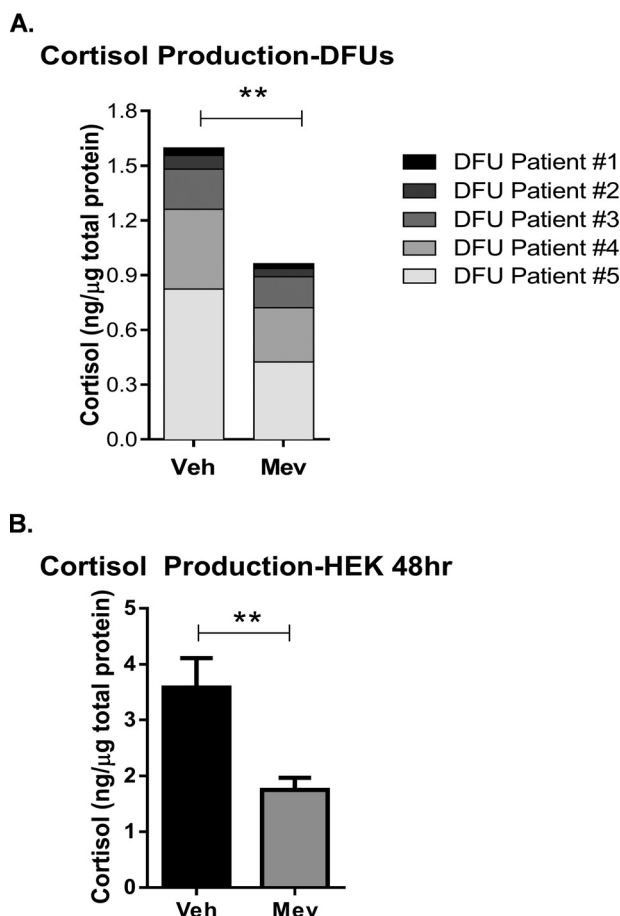 A.
Cortisol Production-DFUs
**
1.8
1.5
1.2
0.9
0.6
0.3
0.0
Cortisol (ng/μg total protein)
Veh Mev
DFU Patient #1
DFU Patient #2
DFU Patient #3
DFU Patient #4
DFU Patient #5
B.
Cortisol Production-HEK 48hr
**
5
4
3
2
1
0
Cortisol (ng/μg total protein)
Veh Mev